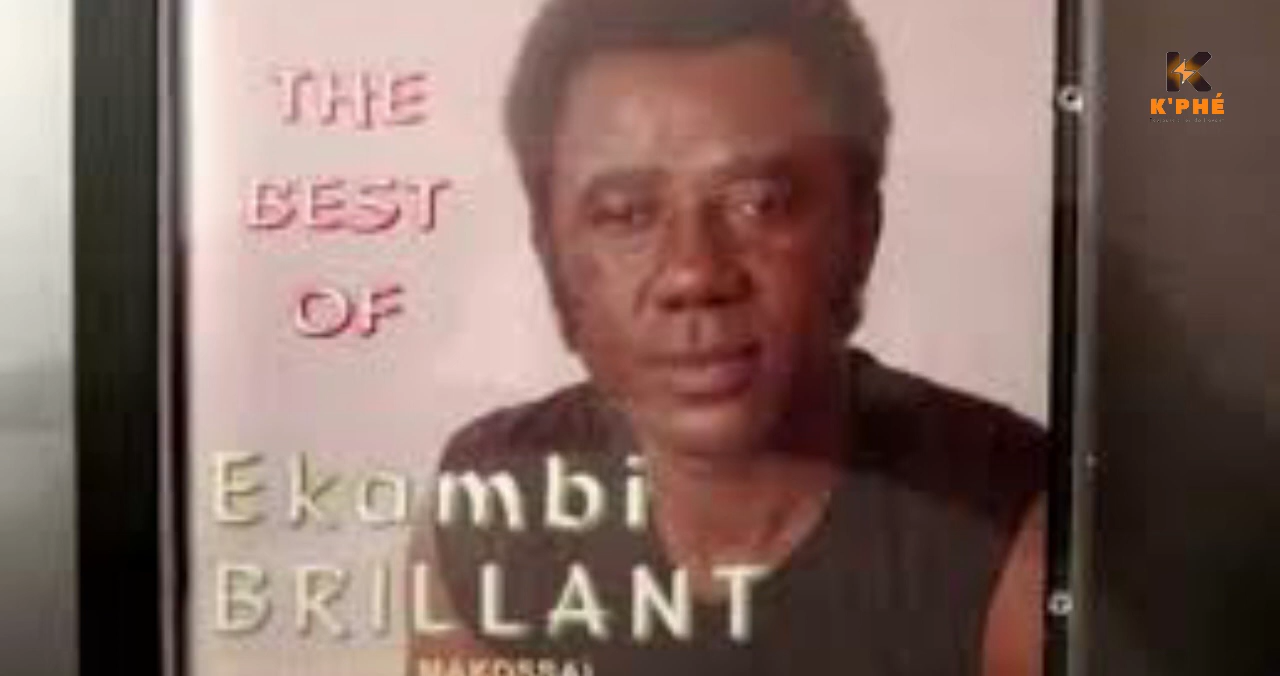 THE
BEST
OF
Ekambi
BRILLANT
K'PHÉ